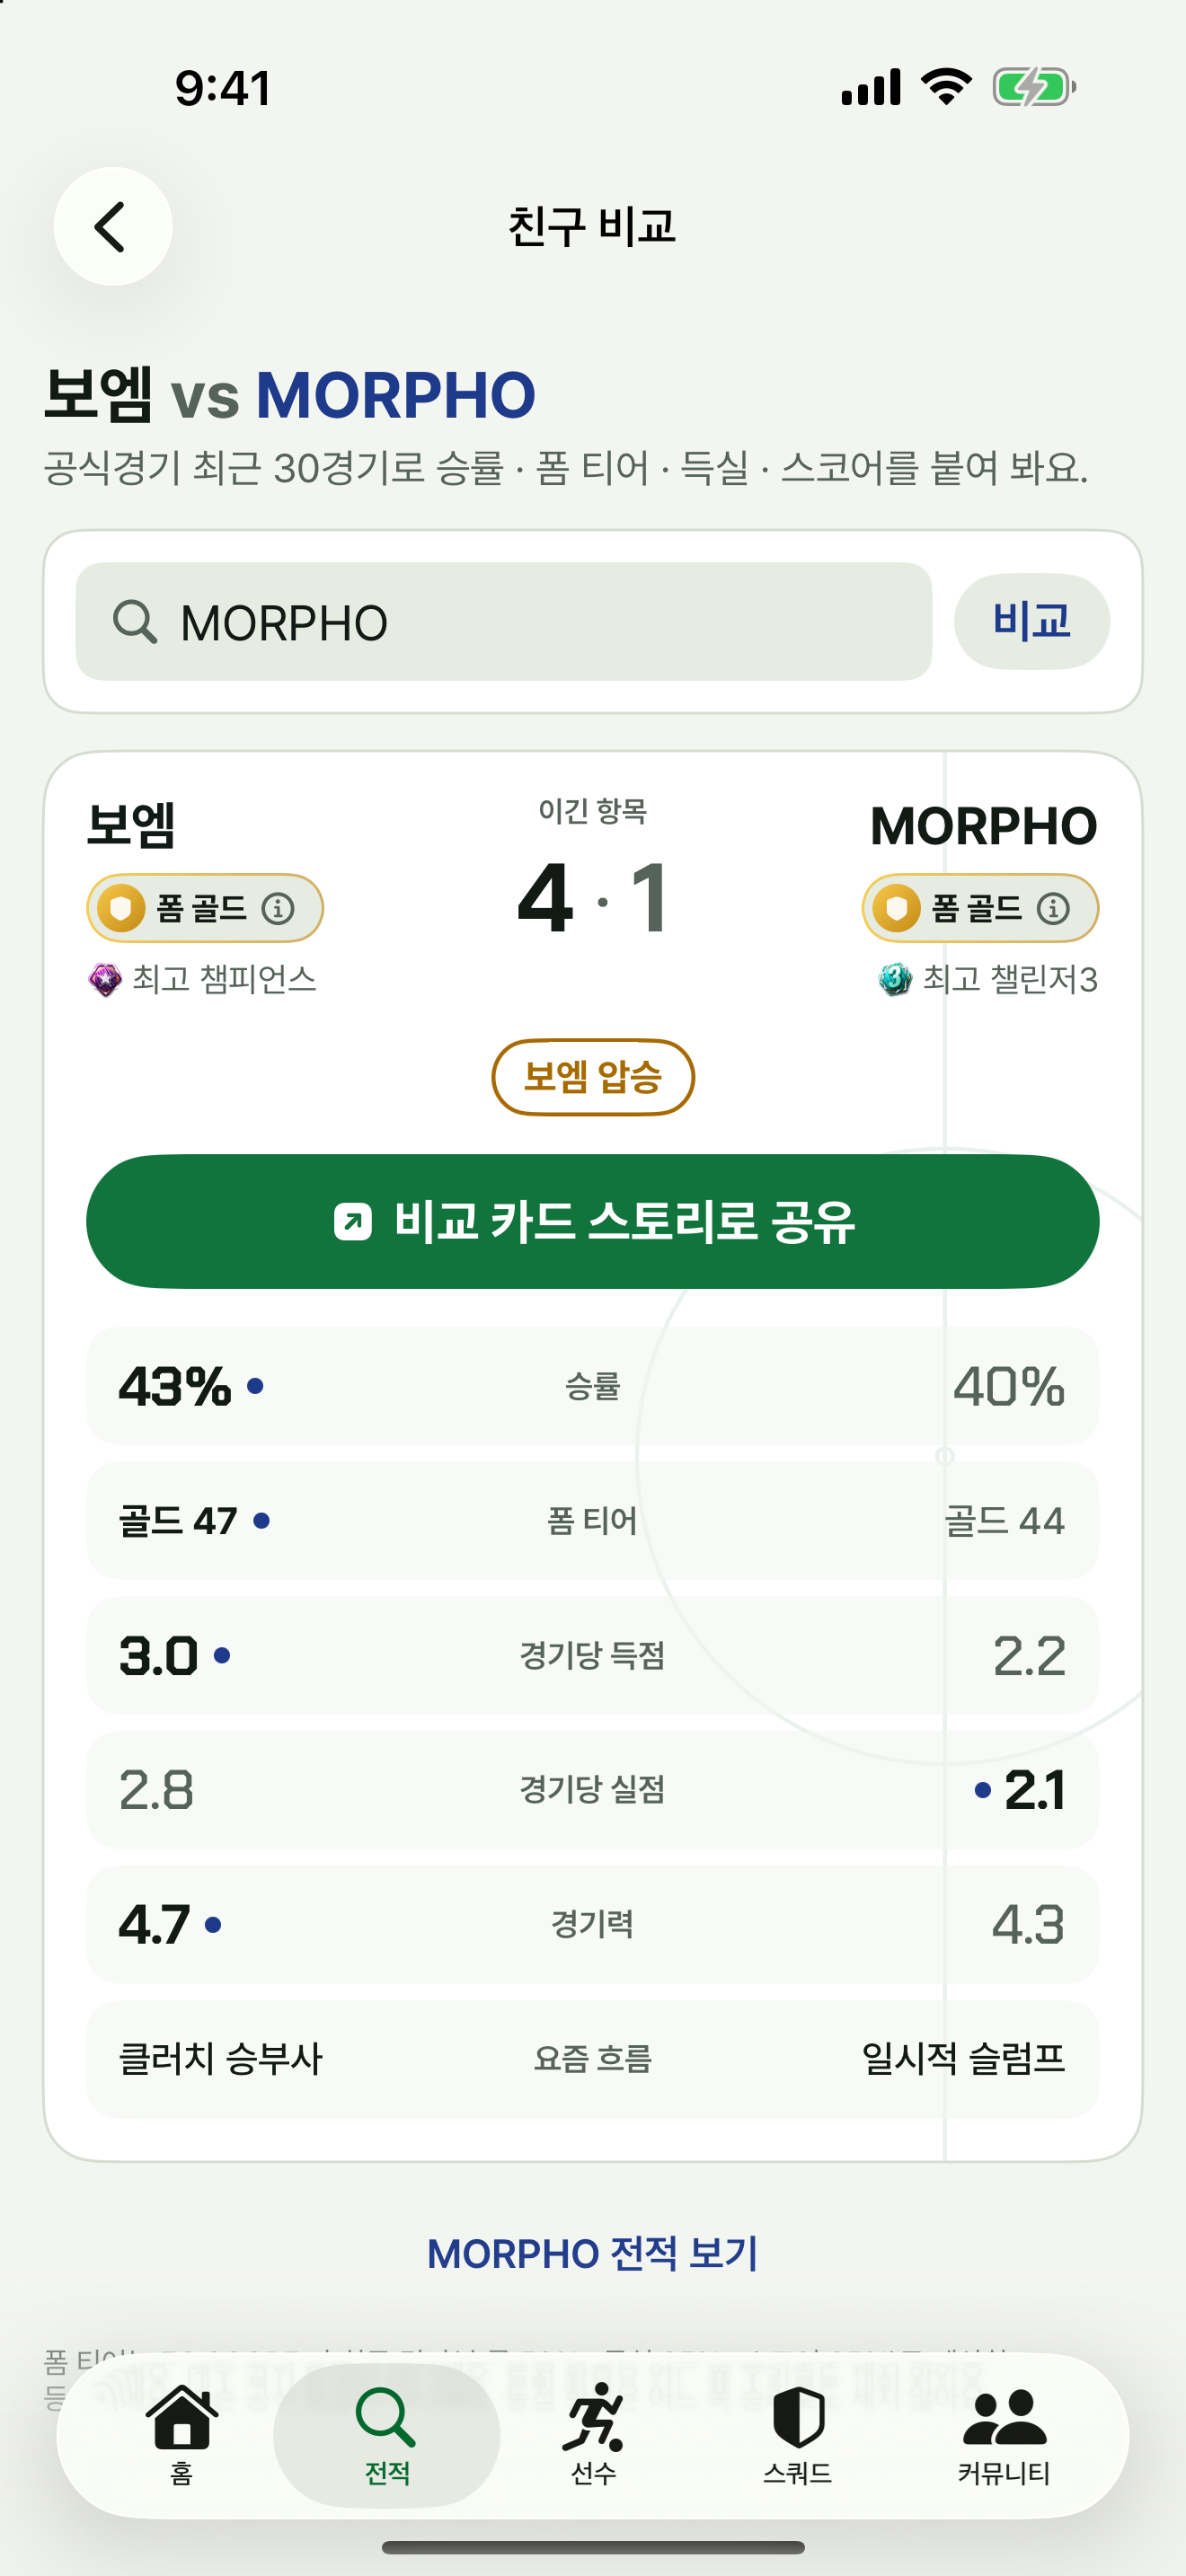 9:41
친구 비교
보엠 vs MORPHO
공식경기 최근 30경기로 승률 · 폼 티어 · 득실 · 스코어를 붙여 봐요.
MORPHO
비교
보엠
이긴 항목
MORPHO
폼 골드
4 · 1
폼 골드
최고 챔피언스
3 최고 챌린저3
보엠 압승
비교 카드 스토리로 공유
43% 승률 40%
골드 47 폼 티어 골드 44
3.0 경기당 득점 2.2
2.8 경기당 실점 2.1
4.7 경기력 4.3
클러치 승부사 요즘 흐름 일시적 슬럼프
MORPHO 전적 보기
폼
등
홈
전적
선수
스쿼드
커뮤니티